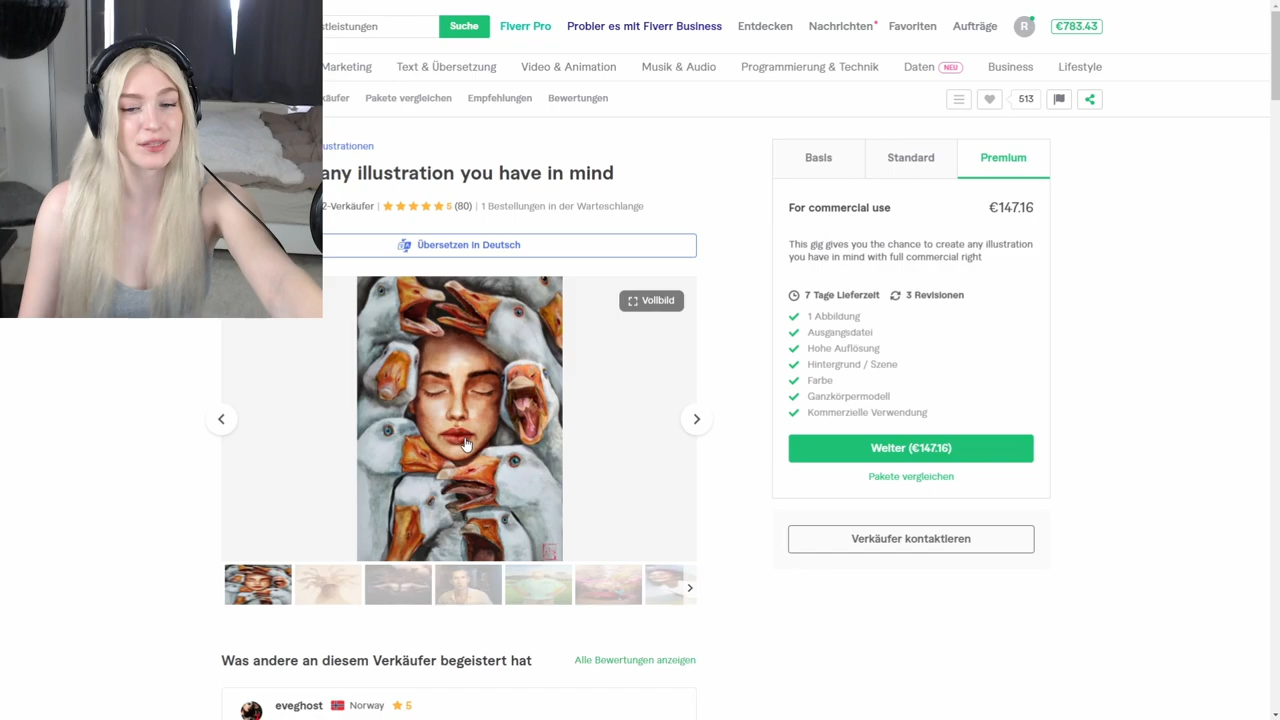 stleistungen Suche Fiverr Pro Probier es mit Fiverr Business Entdecken Nachrichten Favoriten Aufträge R €783.43
Marketing Text & Übersetzung Video & Animation Musik & Audio Programmierung & Technik Daten NEU Business Lifestyle
käufer Pakete vergleichen Empfehlungen Bewertungen 513
ustrationen
any illustration you have in mind
2-Verkäufer | 5 (80) | 1 Bestellungen in der Warteschlange
Übersetzen in Deutsch
Vollbild
Basis Standard Premium
For commercial use €147.16
This gig gives you the chance to create any illustration
you have in mind with full commercial right
7 Tage Lieferzeit 3 Revisionen
1 Abbildung
Ausgangsdatei
Hohe Auflösung
Hintergrund / Szene
Farbe
Ganzkörpermodell
Kommerzielle Verwendung
Weiter (€147.16)
Pakete vergleichen
Verkäufer kontaktieren
Was andere an diesem Verkäufer begeistert hat Alle Bewertungen anzeigen
eveghost Norway 5